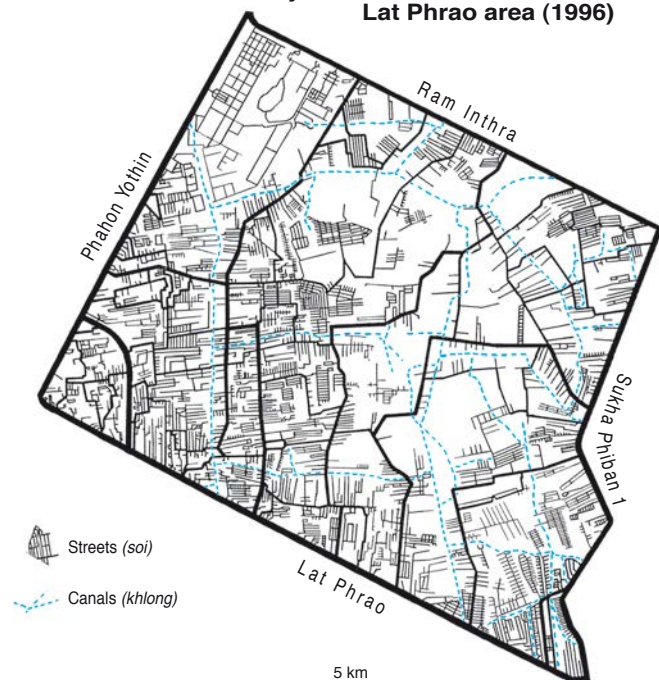 Lat Phrao area (1996)
Ram Inthra
Phahon Yothin
Sukha Phiban 1
Lat Phrao
Streets (soi)
Canals (khlong)
5 km